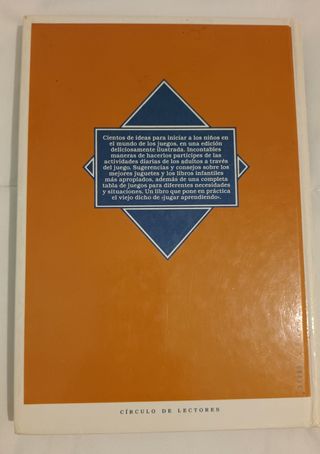 Cientos de ideas para iniciar a los niños en
el mundo de los juegos, en una edición
deliciosamente ilustrada. Incontables
maneras de hacerlos partícipes de las
actividades diarias de los adultos a través
del juego. Sugerencias y consejos sobre los
mejores juguetes y los libros infantiles
más apropiados, además de una completa
tabla de juegos para diferentes necesidades
y situaciones. Un libro que pone en práctica
el viejo dicho de «jugar aprendiendo».
CÍRCULO DE LECTORES